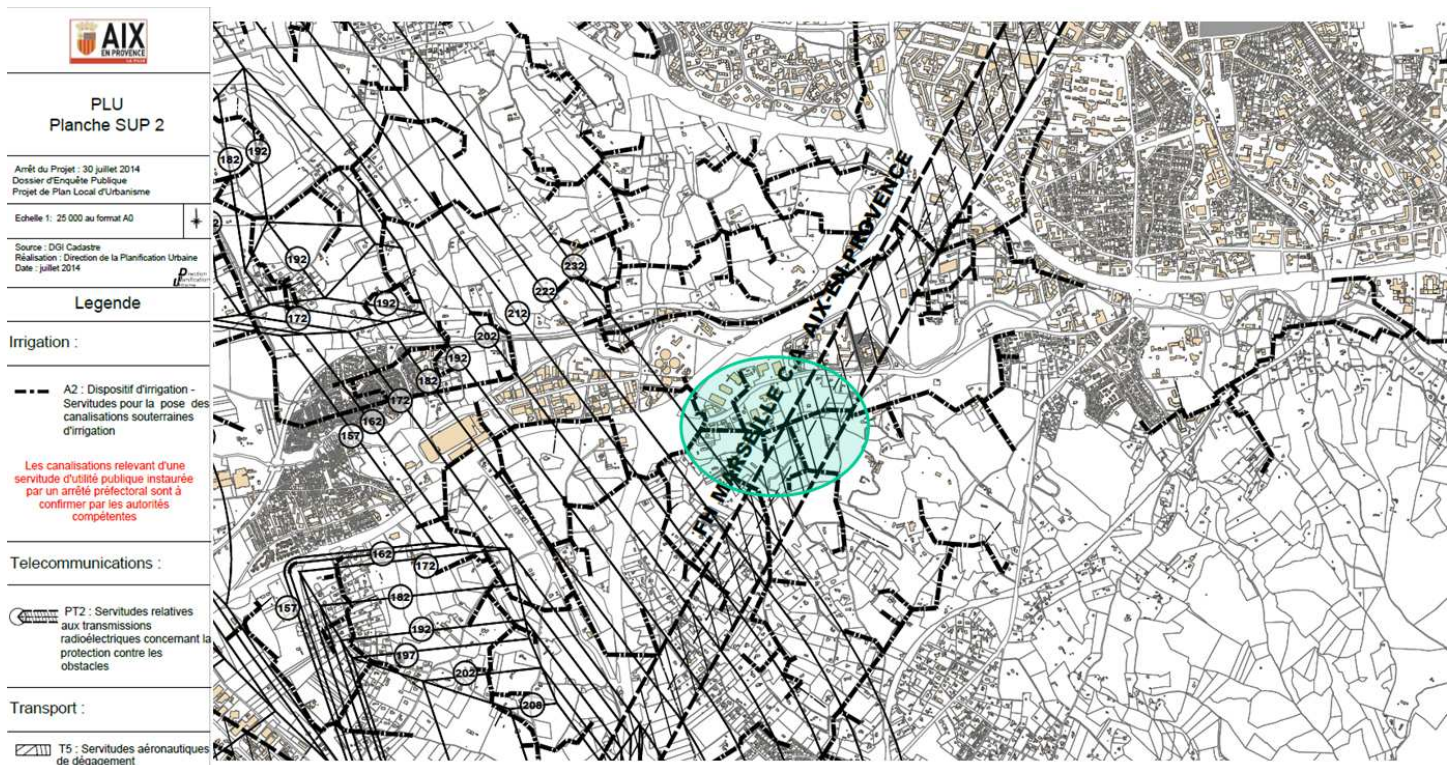 AIX
EN PROVENCE
LA VILLE
PLU
Planche SUP 2
Arrêt du Projet : 30 juillet 2014
Dossier d'Enquête Publique
Projet de Plan Local d'Urbanisme
Echelle 1: 25 000 au format A0
Source : DGI Cadastre
Réalisation : Direction de la Planification Urbaine
Date : juillet 2014
Direction
Planification
Urbaine
Legende
Irrigation :
A2 : Dispositif d'irrigation -
Servitudes pour la pose des
canalisations souterraines
d'irrigation
Les canalisations relevant d'une
servitude d'utilité publique instaurée
par un arrêté préfectoral sont à
confirmer par les autorités
compétentes
Telecommunications :
PT2 : Servitudes relatives
aux transmissions
radioélectriques concernant la
protection contre les
obstacles
Transport :
T5 : Servitudes aéronautiques
de dégagement
182
192
192
192
172
232
222
212
202
192
182
172
162
157
FH MARSEILLE C.A. AIX-EN-PROVENCE
162
172
157
182
192
197
202
208